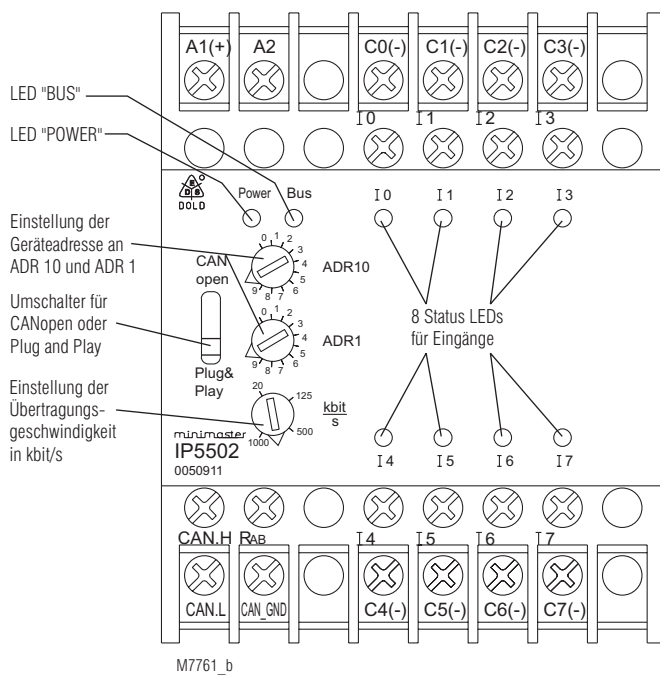 A1(+) A2 C0(-) C1(-) C2(-) C3(-)
LED "BUS"
I0 I1 I2 I3
LED "POWER"
E D S
DOLD
Power Bus
I0 I1 I2 I3
Einstellung der
Geräteadresse an
ADR 10 und ADR 1
CAN
open
0 1 2 3 4 5 6 7 8 9
ADR10
Umschalter für
CANopen oder
Plug and Play
0 1 2 3 4 5 6 7 8 9
ADR1
8 Status LEDs
für Eingänge
Plug&
Play
Einstellung der
Übertragungs-
geschwindigkeit
in kbit/s
20 125 500 1000
kbit
s
minimaster
IP5502
0050911
I4 I5 I6 I7
CAN.H RAB I4 I5 I6 I7
CAN.L CAN_GND C4(-) C5(-) C6(-) C7(-)
M7761_b